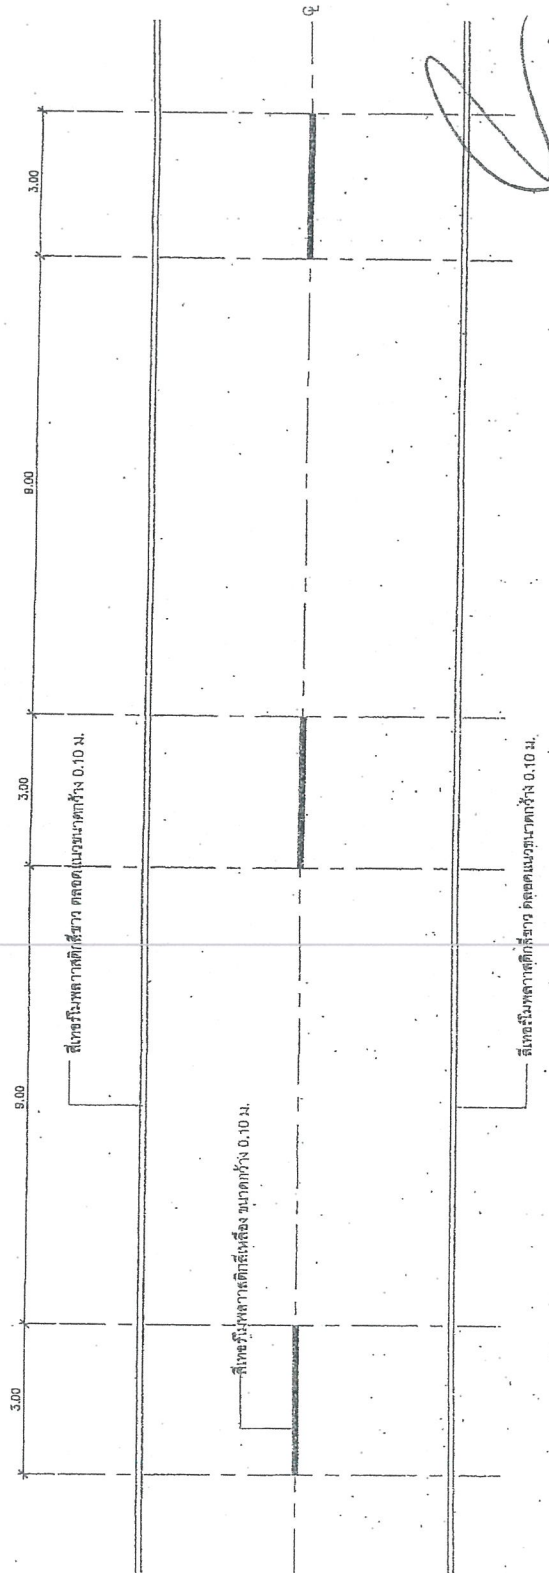 3.00
9.00
3.00
9.00
3.00
สีเทอร์โมพลาสติกสีขาว ตลอดแนวขนาดกว้าง 0.10 ม.
สีเทอร์โมพลาสติกสีเหลือง ขนาดกว้าง 0.10 ม.
℄
สีเทอร์โมพลาสติกสีขาว ตลอดแนวขนาดกว้าง 0.10 ม.